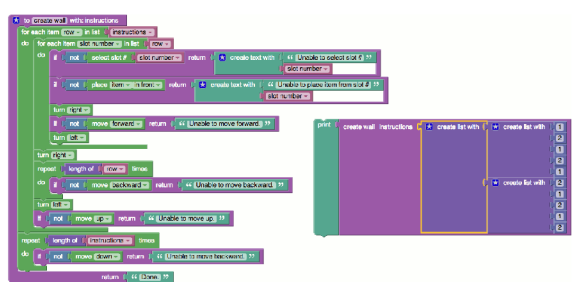 to create wall with: instructions
for each item row in list instructions
do for each item slot number in list row
do if not select slot # slot number return create text with “ Unable to select slot # ”
slot number
if not place item in front return create text with “ Unable to place item from slot # ”
slot number
turn right
if not move forward return “ Unable to move forward. ”
turn left
turn right
repeat length of row times
do if not move backward return “ Unable to move backward. ”
turn left
if not move up return “ Unable to move up. ”
repeat length of instructions times
do if not move down return “ Unable to move backward. ”
return “ Done. ”
print create wall instructions create list with create list with 1
2
1
2
create list with 2
1
2
1
2